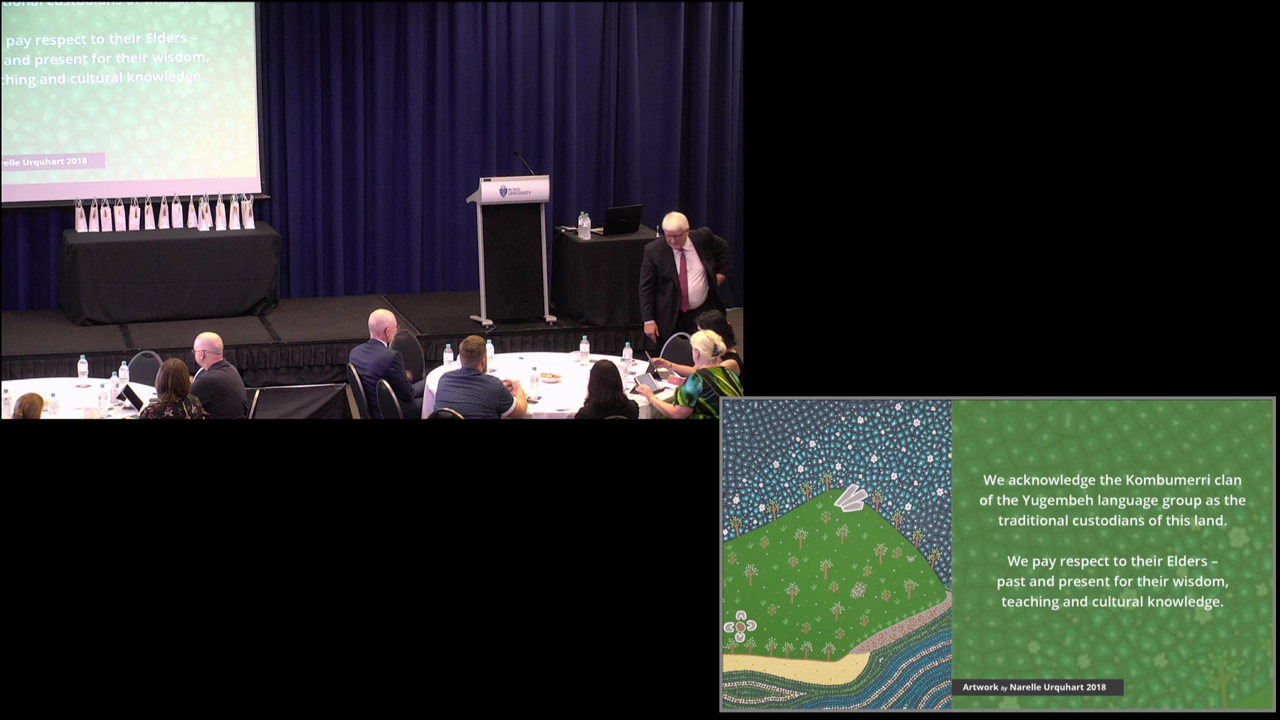 pay respect to their Elders –
and present for their wisdom,
ching and cultural knowledge.
relle Urquhart 2018
BOND
UNIVERSITY
We acknowledge the Kombumerri clan
of the Yugembeh language group as the
traditional custodians of this land.
We pay respect to their Elders –
past and present for their wisdom,
teaching and cultural knowledge.
Artwork by Narelle Urquhart 2018